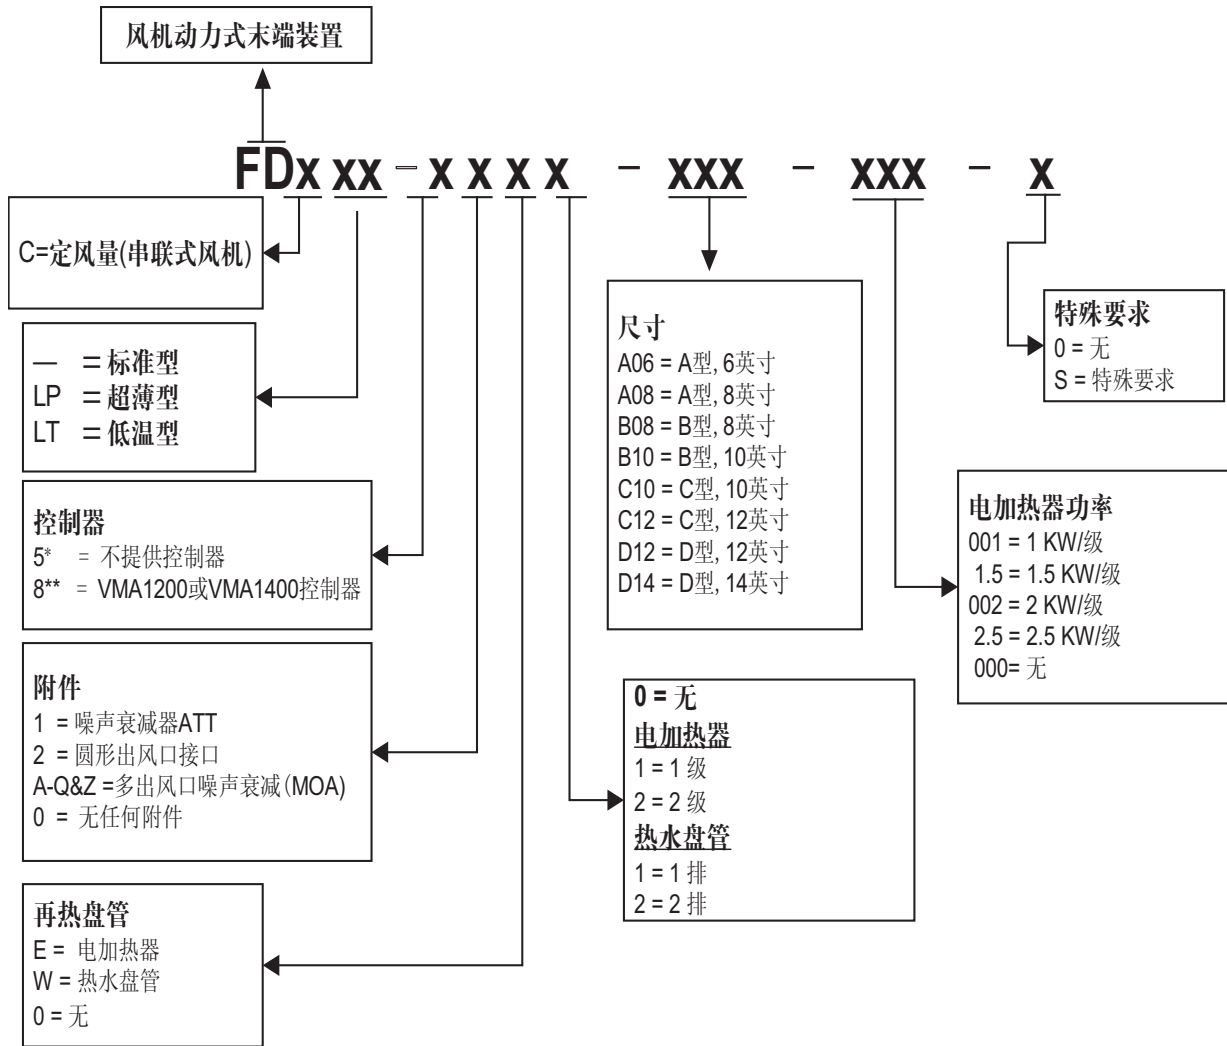 风机动力式末端装置
FDx xx - x x x x - xxx - xxx - x
C=定风量(串联式风机)
— = 标准型
LP = 超薄型
LT = 低温型
控制器
5* = 不提供控制器
8** = VMA1200或VMA1400控制器
附件
1 = 噪声衰减器ATT
2 = 圆形出风口接口
A-Q&Z =多出风口噪声衰减(MOA)
0 = 无任何附件
再热盘管
E = 电加热器
W = 热水盘管
0 = 无
尺寸
A06 = A型, 6英寸
A08 = A型, 8英寸
B08 = B型, 8英寸
B10 = B型, 10英寸
C10 = C型, 10英寸
C12 = C型, 12英寸
D12 = D型, 12英寸
D14 = D型, 14英寸
0 = 无
电加热器
1 = 1 级
2 = 2 级
热水盘管
1 = 1 排
2 = 2 排
特殊要求
0 = 无
S = 特殊要求
电加热器功率
001 = 1 KW/级
1.5 = 1.5 KW/级
002 = 2 KW/级
2.5 = 2.5 KW/级
000= 无